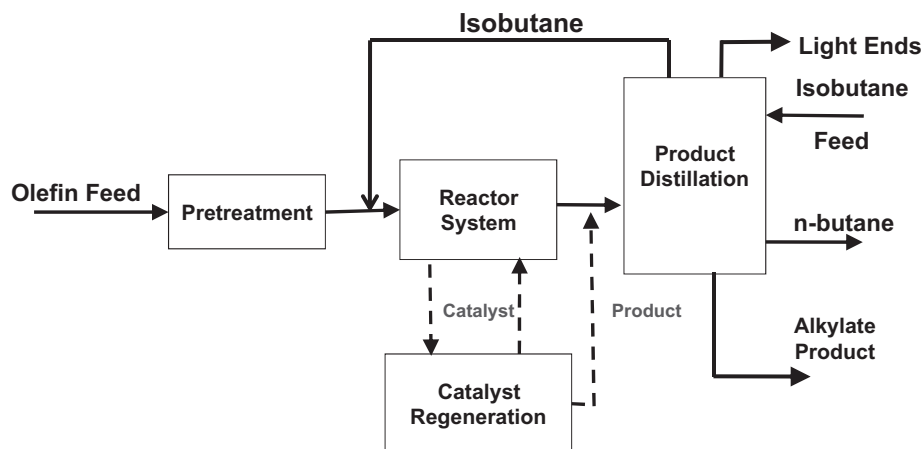 Isobutane
Light Ends
Isobutane
Feed
Product
Distillation
Olefin Feed
Pretreatment
Reactor
System
n-butane
Catalyst
Product
Alkylate
Product
Catalyst
Regeneration